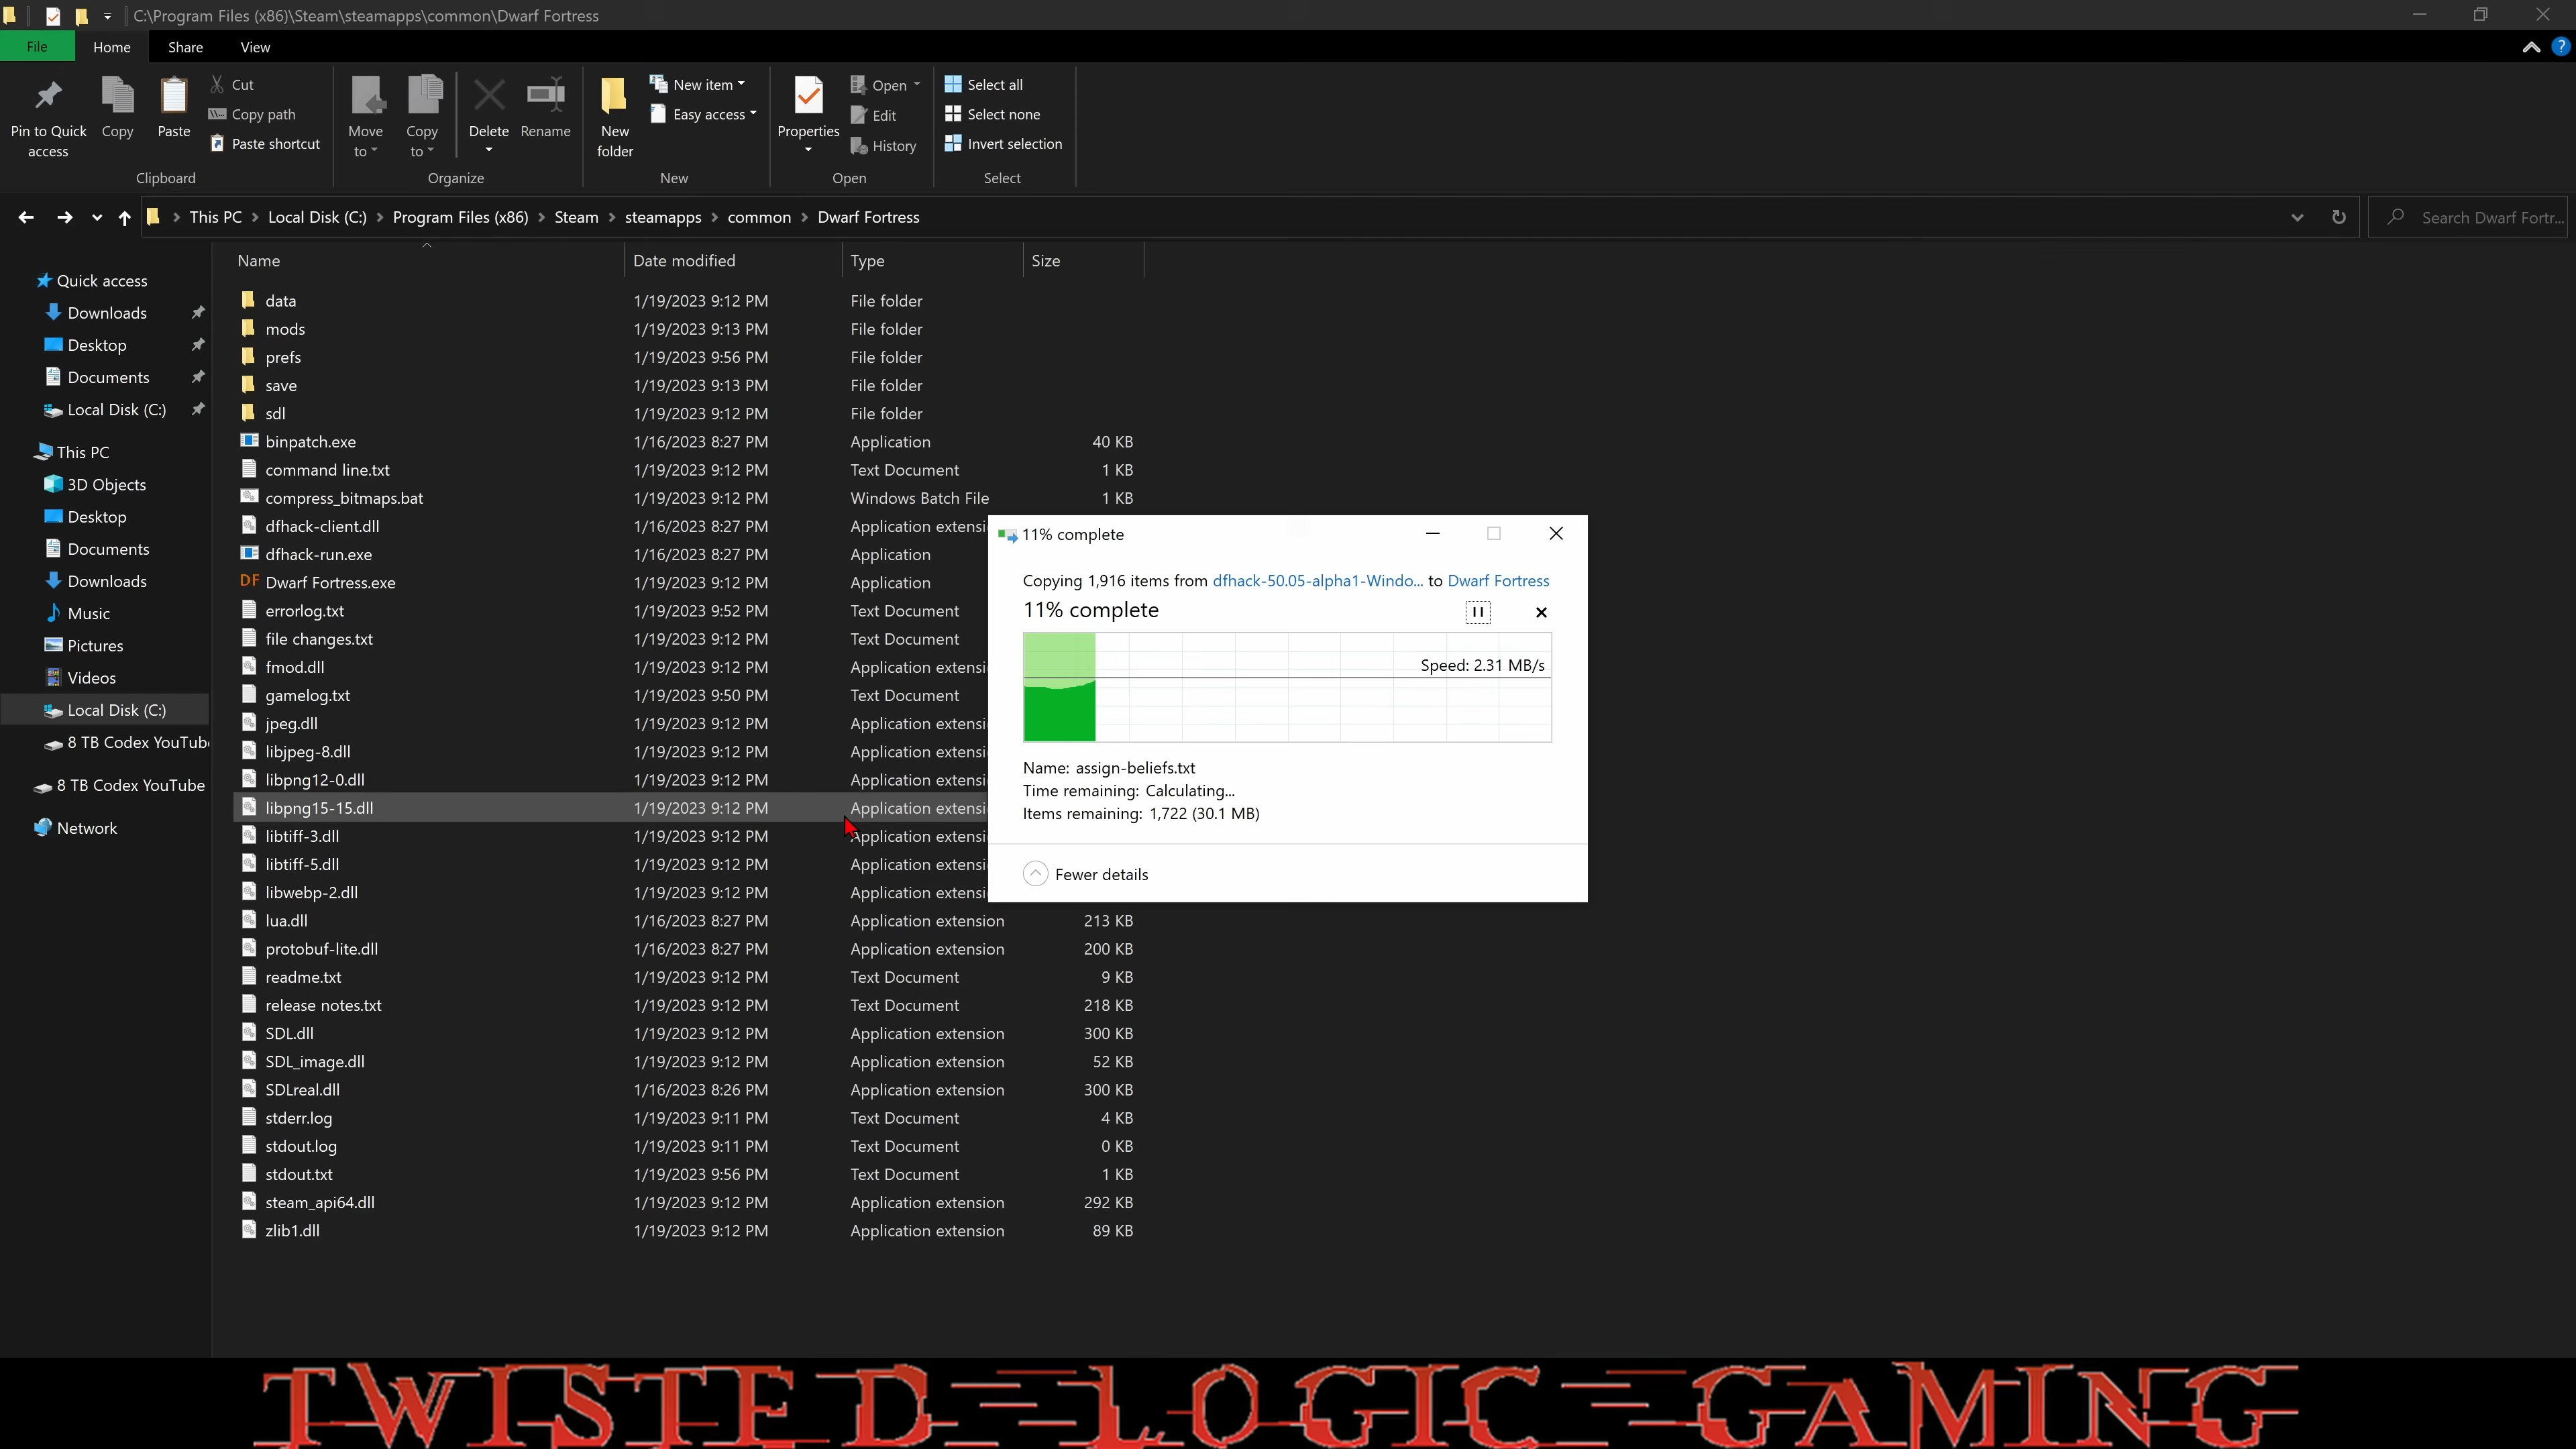 C:\Program Files (x86)\Steam\steamapps\common\Dwarf Fortress
File Home Share View
Pin to Quick access
Copy
Paste
Cut
Copy path
Paste shortcut
Clipboard
Move to
Copy to
Delete
Rename
Organize
New folder
New item
Easy access
New
Properties
Open
Edit
History
Open
Select all
Select none
Invert selection
Select
This PC > Local Disk (C:) > Program Files (x86) > Steam > steamapps > common > Dwarf Fortress
Search Dwarf Fortr...
Quick access
Downloads
Desktop
Documents
Local Disk (C:)
This PC
3D Objects
Desktop
Documents
Downloads
Music
Pictures
Videos
Local Disk (C:)
8 TB Codex YouTub
8 TB Codex YouTube
Network
Name Date modified Type Size
data 1/19/2023 9:12 PM File folder
mods 1/19/2023 9:13 PM File folder
prefs 1/19/2023 9:56 PM File folder
save 1/19/2023 9:13 PM File folder
sdl 1/19/2023 9:12 PM File folder
binpatch.exe 1/16/2023 8:27 PM Application 40 KB
command line.txt 1/19/2023 9:12 PM Text Document 1 KB
compress_bitmaps.bat 1/19/2023 9:12 PM Windows Batch File 1 KB
dfhack-client.dll 1/16/2023 8:27 PM Application extensi
dfhack-run.exe 1/16/2023 8:27 PM Application
DF Dwarf Fortress.exe 1/19/2023 9:12 PM Application
errorlog.txt 1/19/2023 9:52 PM Text Document
file changes.txt 1/19/2023 9:12 PM Text Document
fmod.dll 1/19/2023 9:12 PM Application extensi
gamelog.txt 1/19/2023 9:50 PM Text Document
jpeg.dll 1/19/2023 9:12 PM Application extensi
libjpeg-8.dll 1/19/2023 9:12 PM Application extensi
libpng12-0.dll 1/19/2023 9:12 PM Application extensi
libpng15-15.dll 1/19/2023 9:12 PM Application extensi
libtiff-3.dll 1/19/2023 9:12 PM Application extensi
libtiff-5.dll 1/19/2023 9:12 PM Application extensi
libwebp-2.dll 1/19/2023 9:12 PM Application extensi
lua.dll 1/16/2023 8:27 PM Application extension 213 KB
protobuf-lite.dll 1/16/2023 8:27 PM Application extension 200 KB
readme.txt 1/19/2023 9:12 PM Text Document 9 KB
release notes.txt 1/19/2023 9:12 PM Text Document 218 KB
SDL.dll 1/19/2023 9:12 PM Application extension 300 KB
SDL_image.dll 1/19/2023 9:12 PM Application extension 52 KB
SDLreal.dll 1/16/2023 8:26 PM Application extension 300 KB
stderr.log 1/19/2023 9:11 PM Text Document 4 KB
stdout.log 1/19/2023 9:11 PM Text Document 0 KB
stdout.txt 1/19/2023 9:56 PM Text Document 1 KB
steam_api64.dll 1/19/2023 9:12 PM Application extension 292 KB
zlib1.dll 1/19/2023 9:12 PM Application extension 89 KB
11% complete
Copying 1,916 items from dfhack-50.05-alpha1-Windo... to Dwarf Fortress
11% complete
Speed: 2.31 MB/s
Name: assign-beliefs.txt
Time remaining: Calculating...
Items remaining: 1,722 (30.1 MB)
Fewer details
TWISTED-LOGIC-GAMING